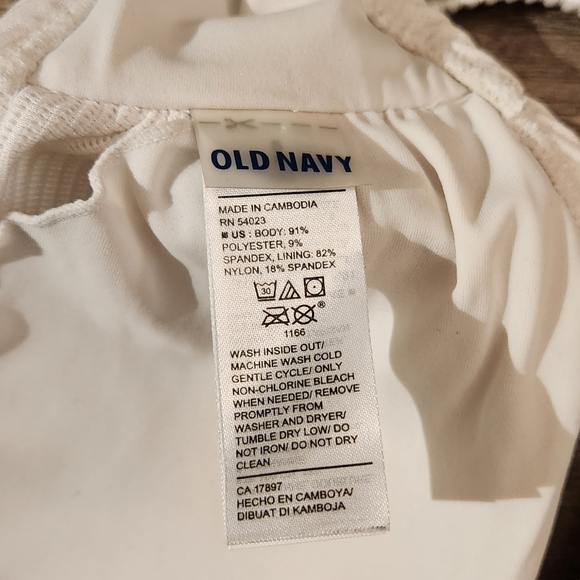 OLD NAVY
MADE IN CAMBODIA
RN 54023
US : BODY: 91%
POLYESTER, 9%
SPANDEX, LINING: 82%
NYLON, 18% SPANDEX
30
®
1166
WASH INSIDE OUT/
MACHINE WASH COLD
GENTLE CYCLE/ ONLY
NON-CHLORINE BLEACH
WHEN NEEDED/ REMOVE
PROMPTLY FROM
WASHER AND DRYER/
TUMBLE DRY LOW/ DO
NOT IRON/ DO NOT DRY
CLEAN
CA 17897
HECHO EN CAMBOYA/
DIBUAT DI KAMBOJA